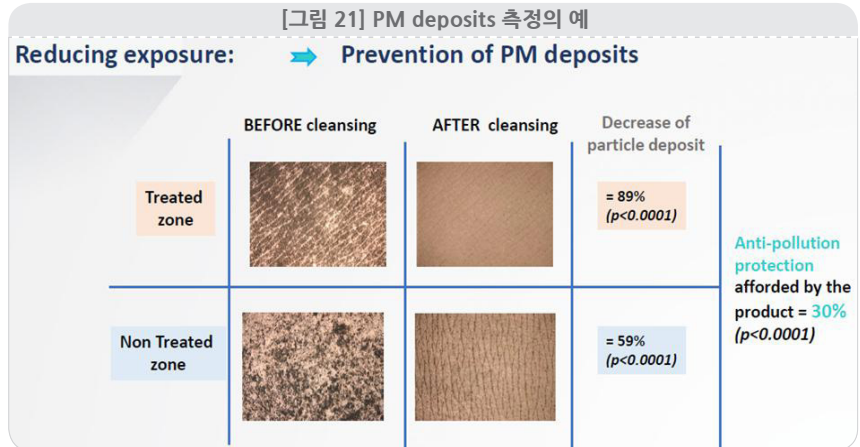 [그림 21] PM deposits 측정의 예
Reducing exposure: Prevention of PM deposits
BEFORE cleansing
AFTER cleansing
Decrease of
particle deposit
Treated
zone
= 89%
(p<0.0001)
Non Treated
zone
= 59%
(p<0.0001)
Anti-pollution
protection
afforded by the
product = 30%
(p<0.0001)